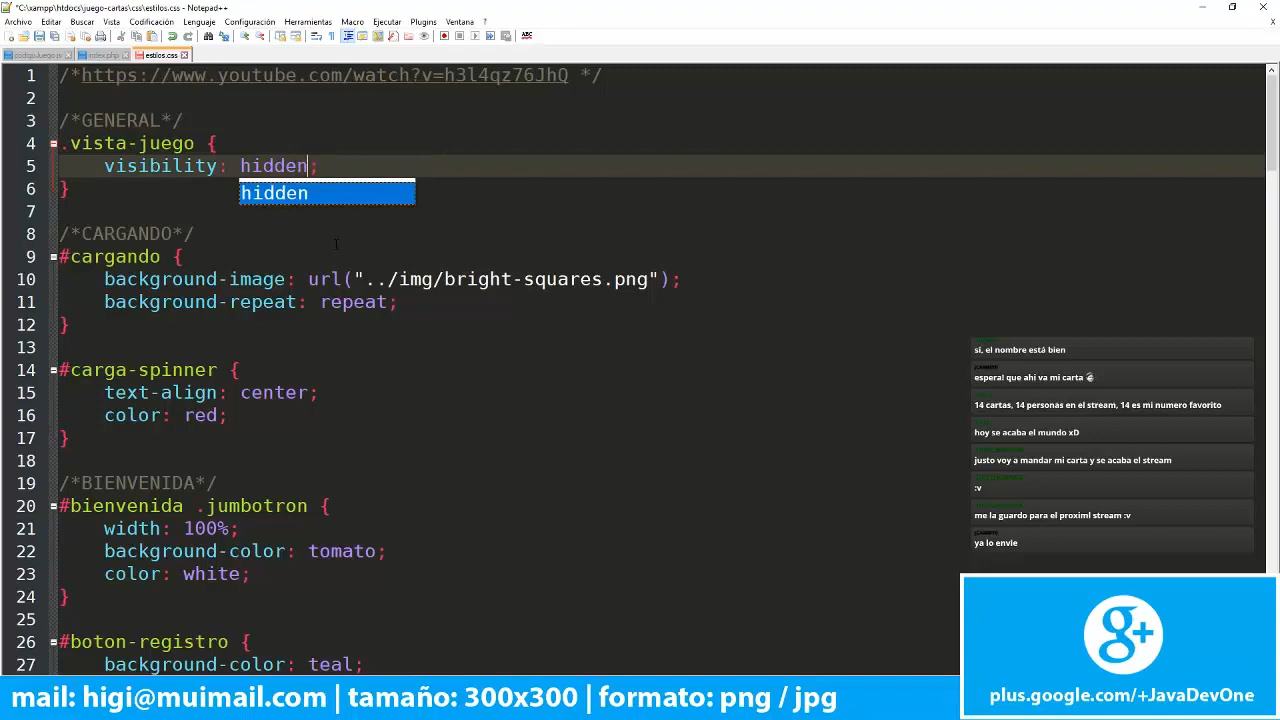 *C:\xampp\htdocs\juego-cartas\css\estilos.css - Notepad++
Archivo Editar Buscar Vista Codificación Lenguaje Configuración Herramientas Macro Ejecutar Plugins Ventana ?
index.php estilos.css
1 /*https://www.youtube.com/watch?v=h3l4qz76JhQ */
2
3 /*GENERAL*/
4 .vista-juego {
5 visibility: hidden;
6 }
hidden
7
8 /*CARGANDO*/
9 #cargando {
10 background-image: url("../img/bright-squares.png");
11 background-repeat: repeat;
12 }
13
14 #carga-spinner {
15 text-align: center;
16 color: red;
17 }
18
19 /*BIENVENIDA*/
20 #bienvenida .jumbotron {
21 width: 100%;
22 background-color: tomato;
23 color: white;
24 }
25
26 #boton-registro {
27 background-color: teal;
si, el nombre está bien
espera! que ahi va mi carta
14 cartas, 14 personas en el stream, 14 es mi numero favorito
hoy se acaba el mundo xD
justo voy a mandar mi carta y se acaba el stream
:v
me la guardo para el proximl stream :v
ya lo envie
g+
plus.google.com/+JavaDevOne
mail: higi@muimail.com | tamaño: 300x300 | formato: png / jpg